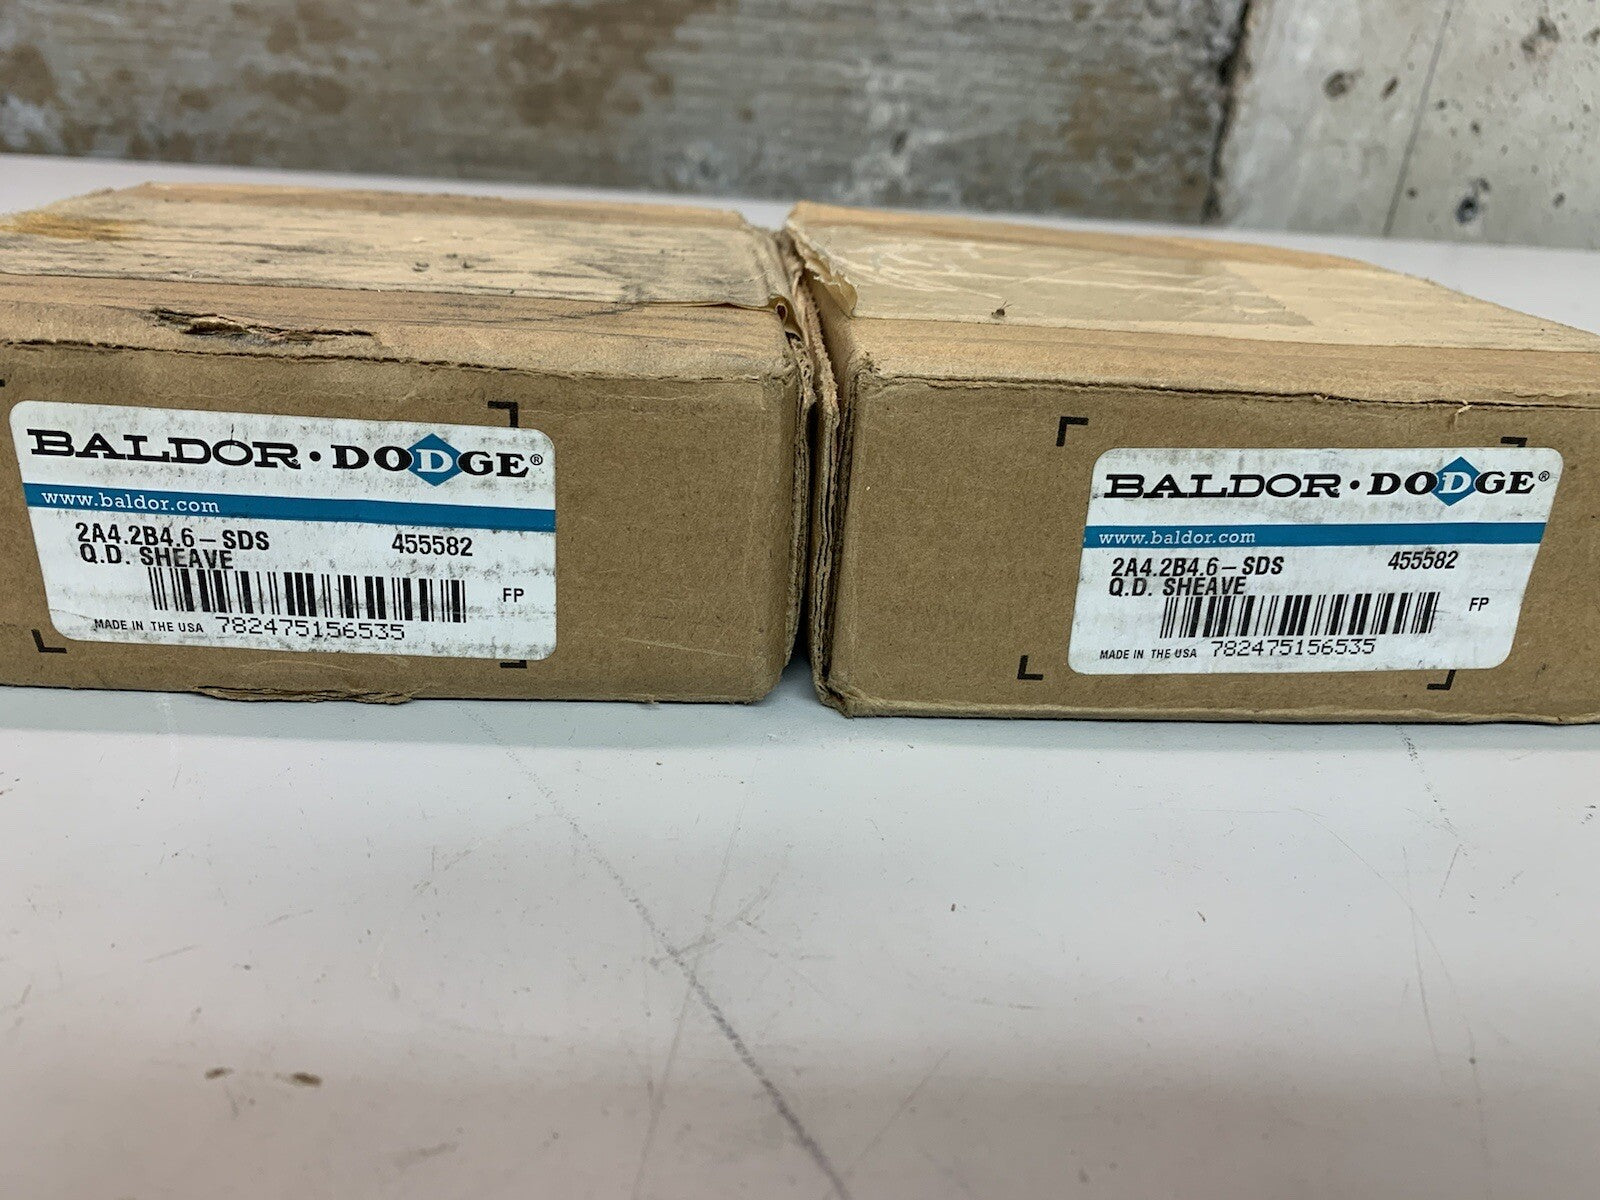 BALDOR·DODGE®
www.baldor.com
2A4.2B4.6-SDS 455582
Q.D. SHEAVE
FP
MADE IN THE USA 782475156535
BALDOR·DODGE®
www.baldor.com
2A4.2B4.6-SDS 455582
Q.D. SHEAVE
FP
MADE IN THE USA 782475156535